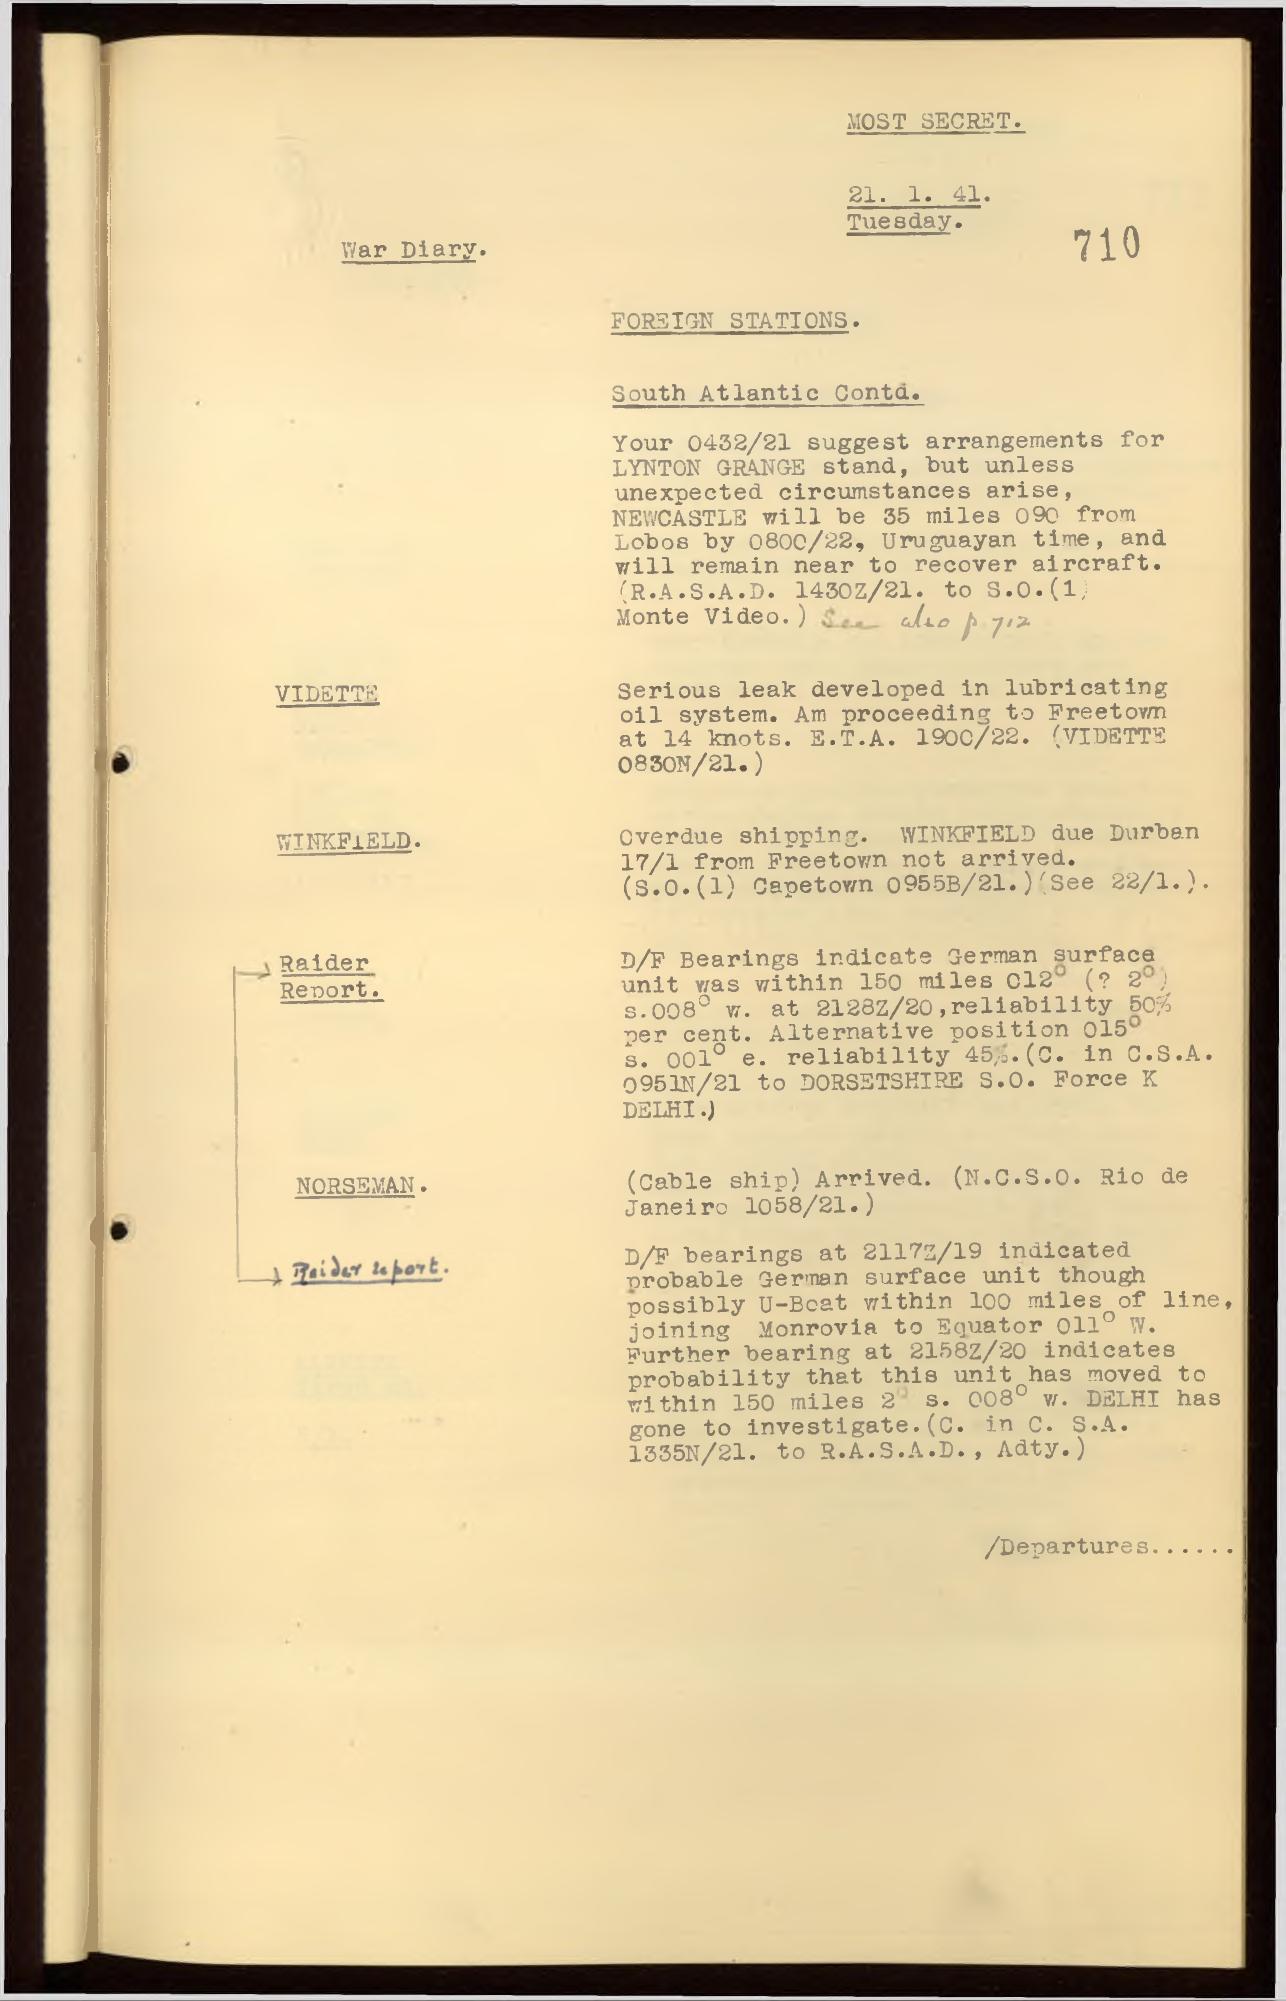 MOST SECRET.
21. 1. 41.
Tuesday.
710
War Diary.
FOREIGN STATIONS.
South Atlantic Contd.
Your 0432/21 suggest arrangements for
LYNTON GRANGE stand, but unless
unexpected circumstances arise,
NEWCASTLE will be 35 miles 090 from
Lobos by 0800/22, Uruguayan time, and
will remain near to recover aircraft.
(R.A.S.A.D. 1430Z/21. to S.O.(1)
Monte Video.) See also p 712
VIDETTE
Serious leak developed in lubricating
oil system. Am proceeding to Freetown
at 14 knots. E.T.A. 1900/22. (VIDETTE
0830N/21.)
WINKFIELD.
Overdue shipping. WINKFIELD due Durban
17/1 from Freetown not arrived.
(S.O.(1) Capetown 0955B/21.)(See 22/1.).
Raider
Report.
D/F Bearings indicate German surface
unit was within 150 miles 012° (? 2°)
s.008° w. at 2128Z/20,reliability 50%
per cent. Alternative position 015°
s. 001° e. reliability 45%.(C. in C.S.A.
0951N/21 to DORSETSHIRE S.O. Force K
DELHI.)
NORSEMAN.
(Cable ship) Arrived. (N.C.S.O. Rio de
Janeiro 1058/21.)
Raider report.
D/F bearings at 2117Z/19 indicated
probable German surface unit though
possibly U-Boat within 100 miles of line,
joining Monrovia to Equator 011° W.
Further bearing at 2158Z/20 indicates
probability that this unit has moved to
within 150 miles 2° s. 008° w. DELHI has
gone to investigate.(C. in C. S.A.
1335N/21. to R.A.S.A.D., Adty.)
/Departures......